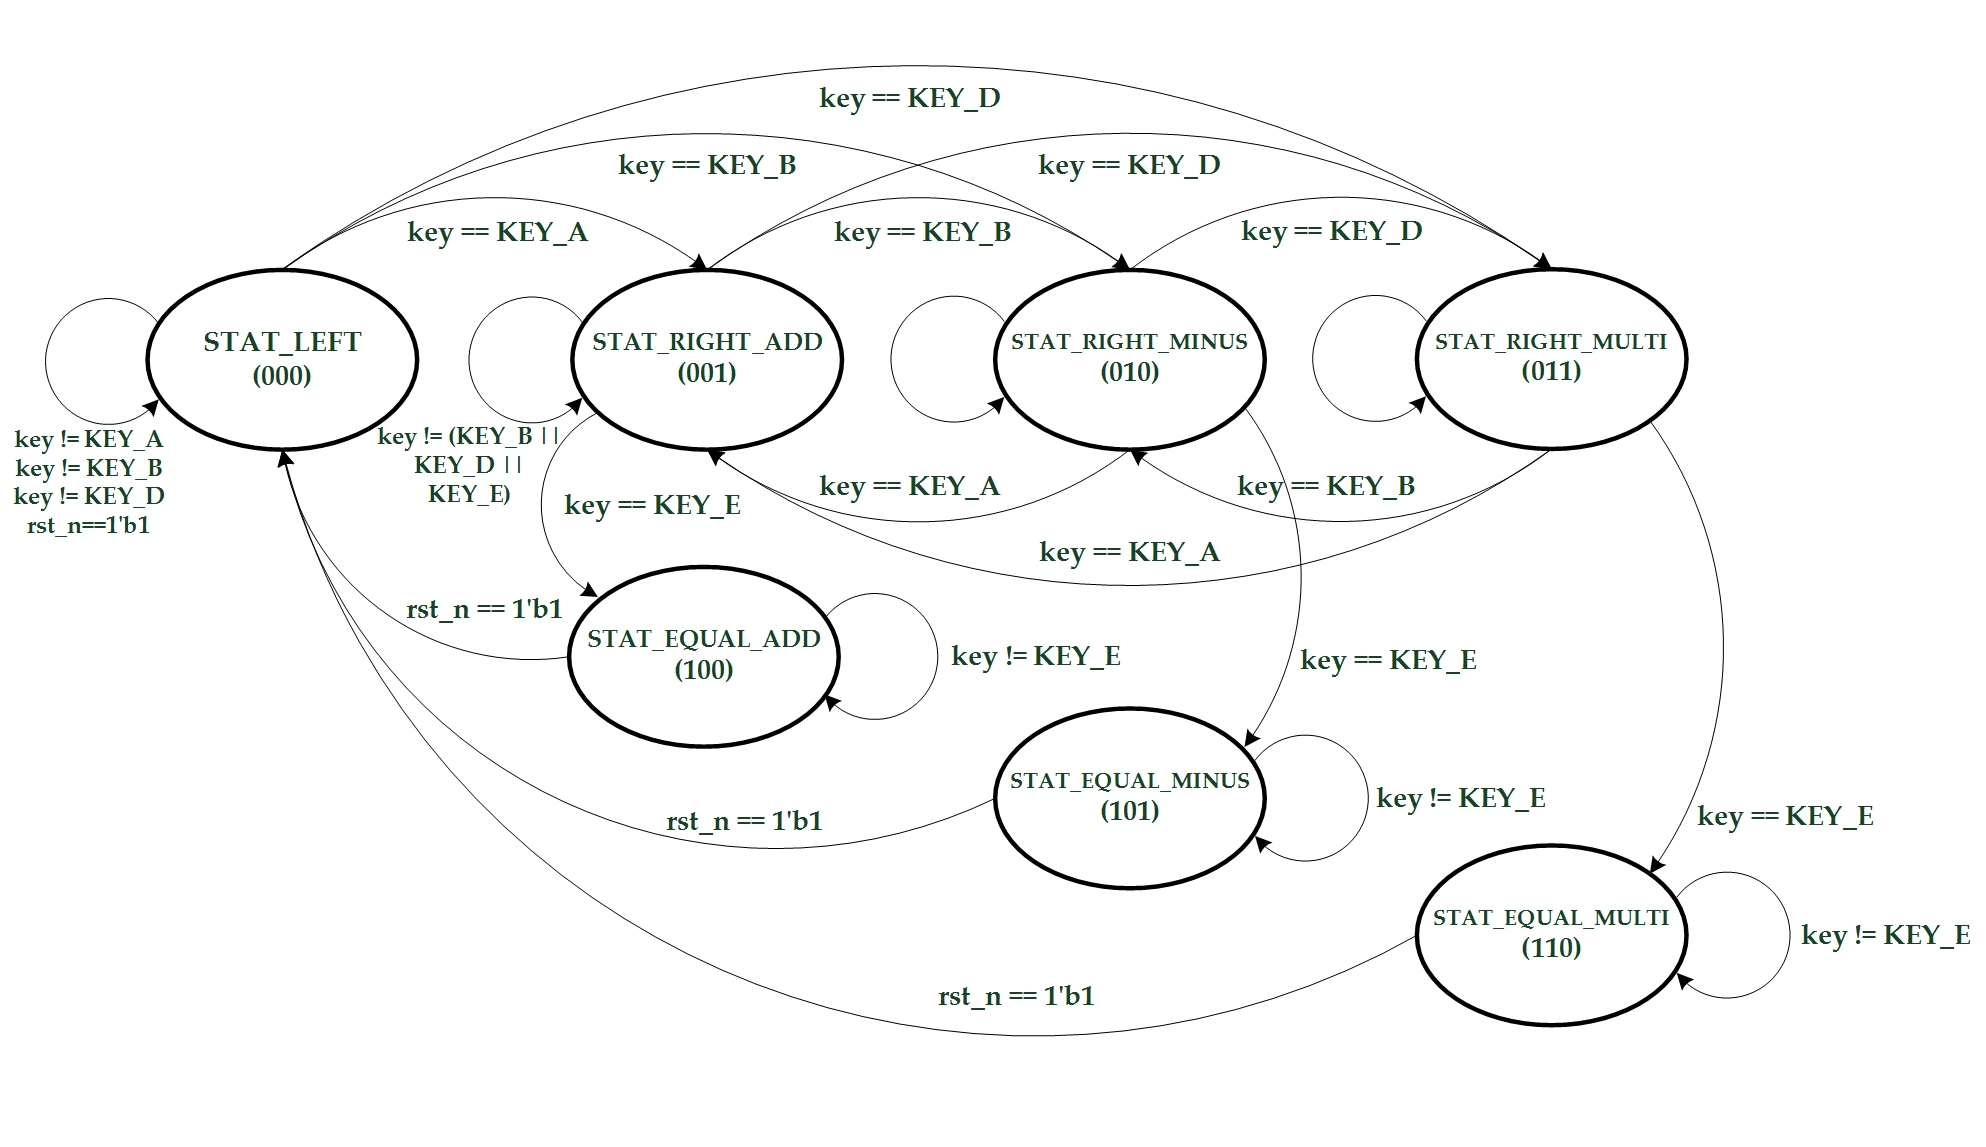 key == KEY_D
key == KEY_B
key == KEY_D
key == KEY_A
key == KEY_B
key == KEY_D
STAT_LEFT
(000)
STAT_RIGHT_ADD
(001)
STAT_RIGHT_MINUS
(010)
STAT_RIGHT_MULTI
(011)
key != KEY_A
key != KEY_B
key != KEY_D
rst_n==1'b1
key != (KEY_B ||
KEY_D ||
KEY_E)
key == KEY_E
key == KEY_A
key == KEY_B
key == KEY_A
rst_n == 1'b1
STAT_EQUAL_ADD
(100)
key != KEY_E
key == KEY_E
STAT_EQUAL_MINUS
(101)
key != KEY_E
rst_n == 1'b1
key == KEY_E
STAT_EQUAL_MULTI
(110)
key != KEY_E
rst_n == 1'b1